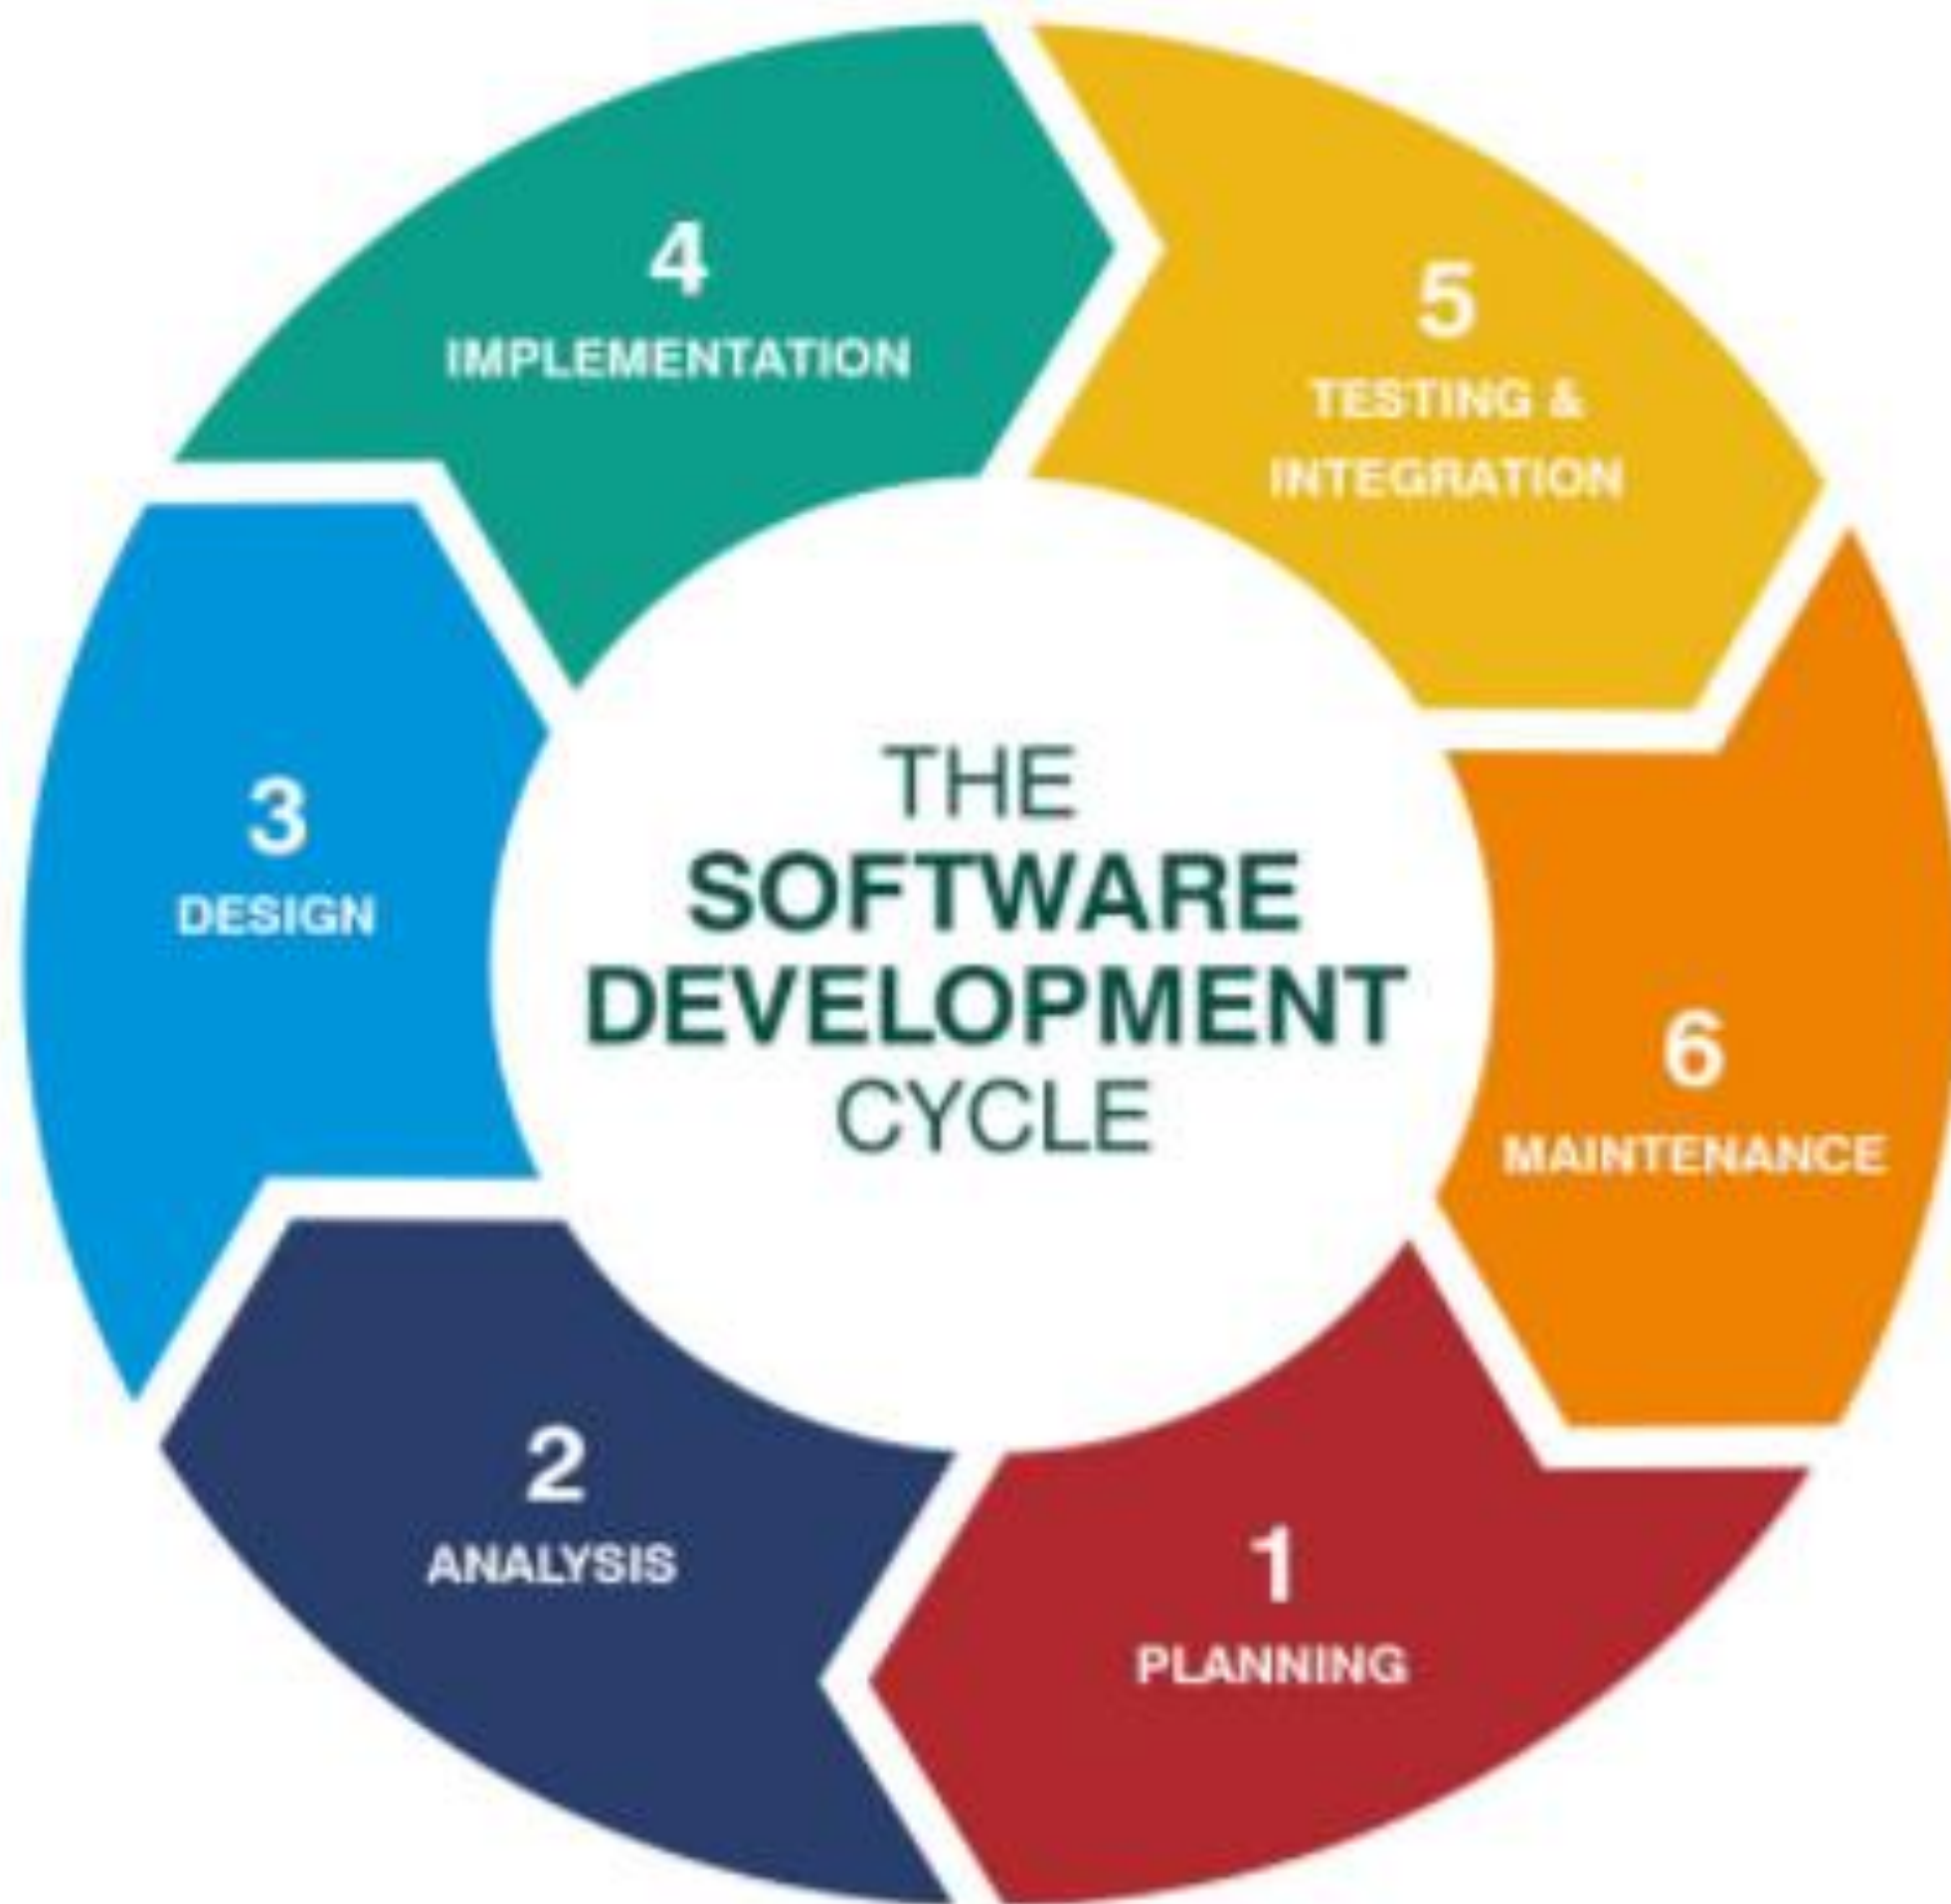 THE
SOFTWARE
DEVELOPMENT
CYCLE
1
PLANNING
2
ANALYSIS
3
DESIGN
4
IMPLEMENTATION
5
TESTING &
INTEGRATION
6
MAINTENANCE